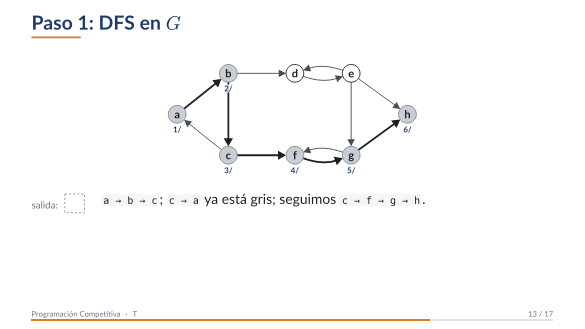 Paso 1: DFS en G
b
d
e
2/
a
h
1/
6/
c
f
g
3/
4/
5/
salida:
a → b → c; c → a ya está gris; seguimos c → f → g → h.
Programación Competitiva · T
13 / 17